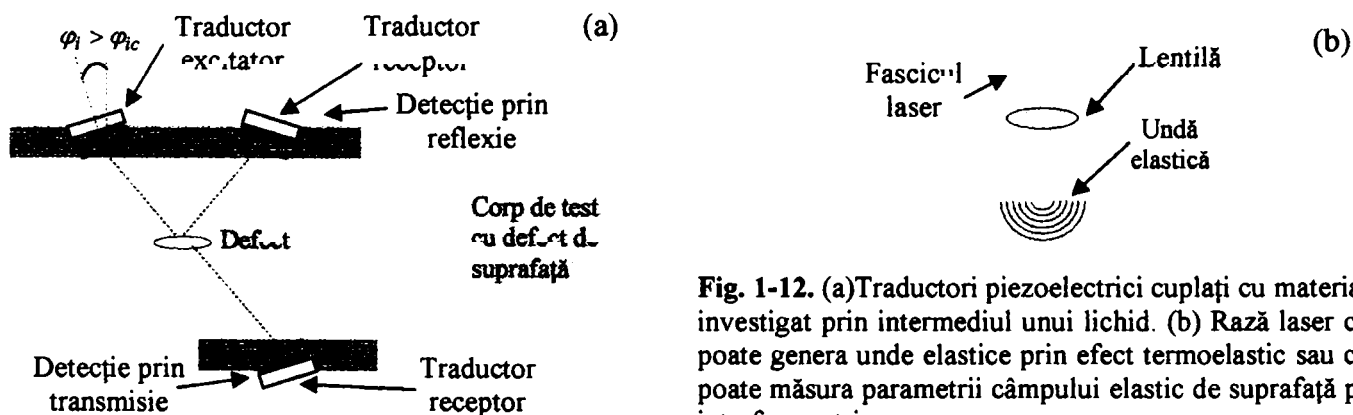 φi > φic
Traductor
Traductor
(a)
Detecție prin
reflexie
Corp de test
suprafață
Detecție prin
transmisie
Traductor
receptor
(b)
Fascicul
laser
Lentilă
Undă
elastică
Fig. 1-12. (a)Traductori piezoelectrici cuplați cu materia
investigat prin intermediul unui lichid. (b) Rază laser c
poate genera unde elastice prin efect termoelastic sau c
poate măsura parametrii câmpului elastic de suprafață p